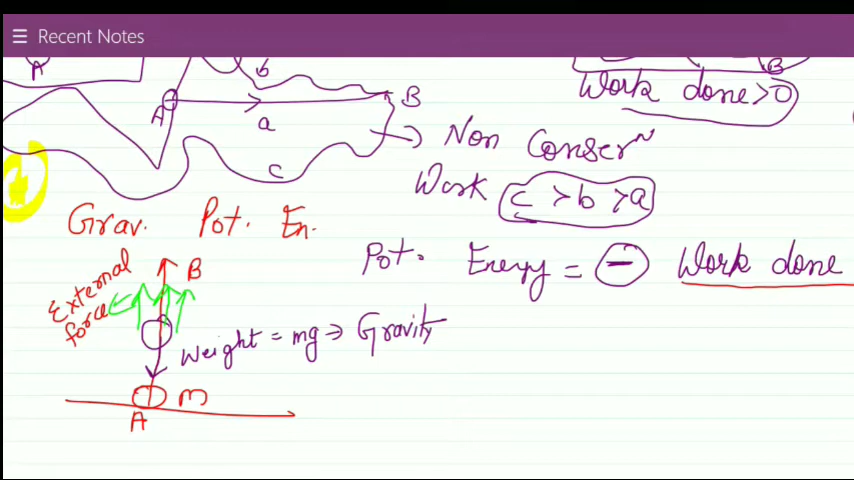 Recent Notes
A
b
B
Work done > 0
A
a
B
Non Conser^n
c
Work c > b > a
Grav. Pot. En.
Pot. Energy = - Work done
External force
B
Weight = mg → Gravity
m
A